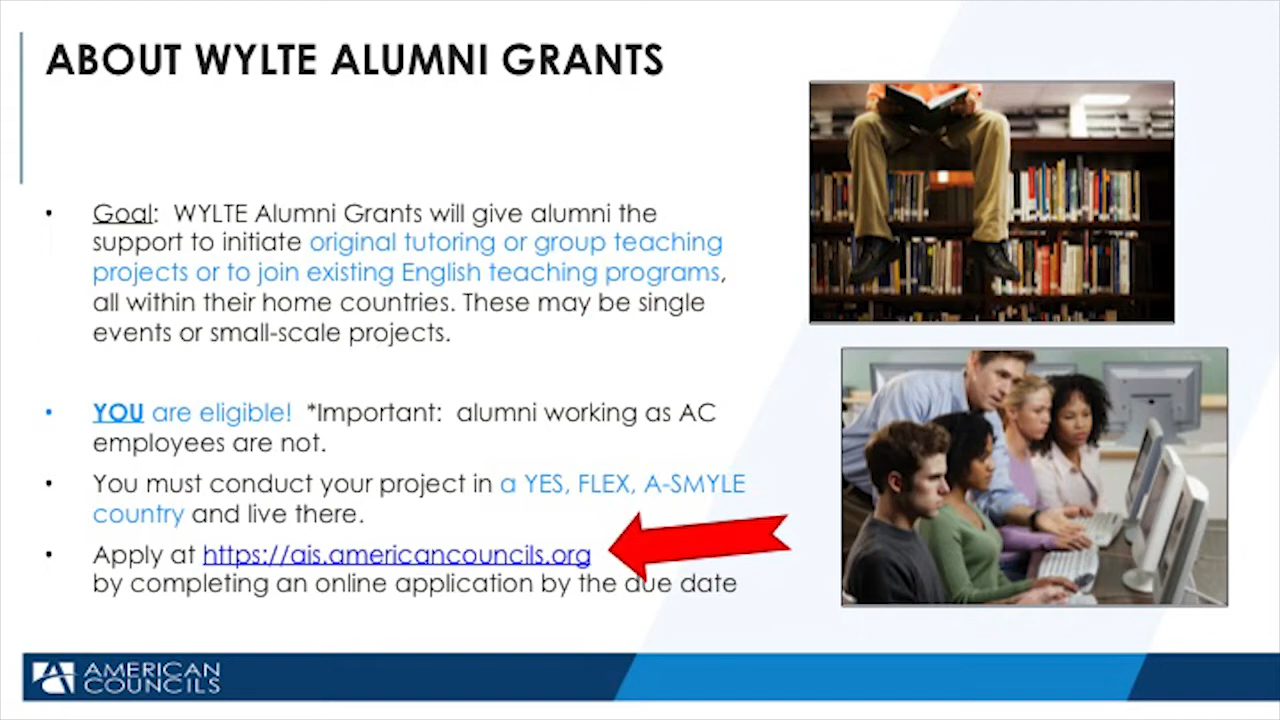 ABOUT WYLTE ALUMNI GRANTS
• Goal:  WYLTE Alumni Grants will give alumni the
support to initiate original tutoring or group teaching
projects or to join existing English teaching programs,
all within their home countries. These may be single
events or small-scale projects.
• YOU are eligible!  *Important:  alumni working as AC
employees are not.
• You must conduct your project in a YES, FLEX, A-SMYLE
country and live there.
• Apply at https://ais.americancouncils.org
by completing an online application by the due date
AMERICAN
COUNCILS